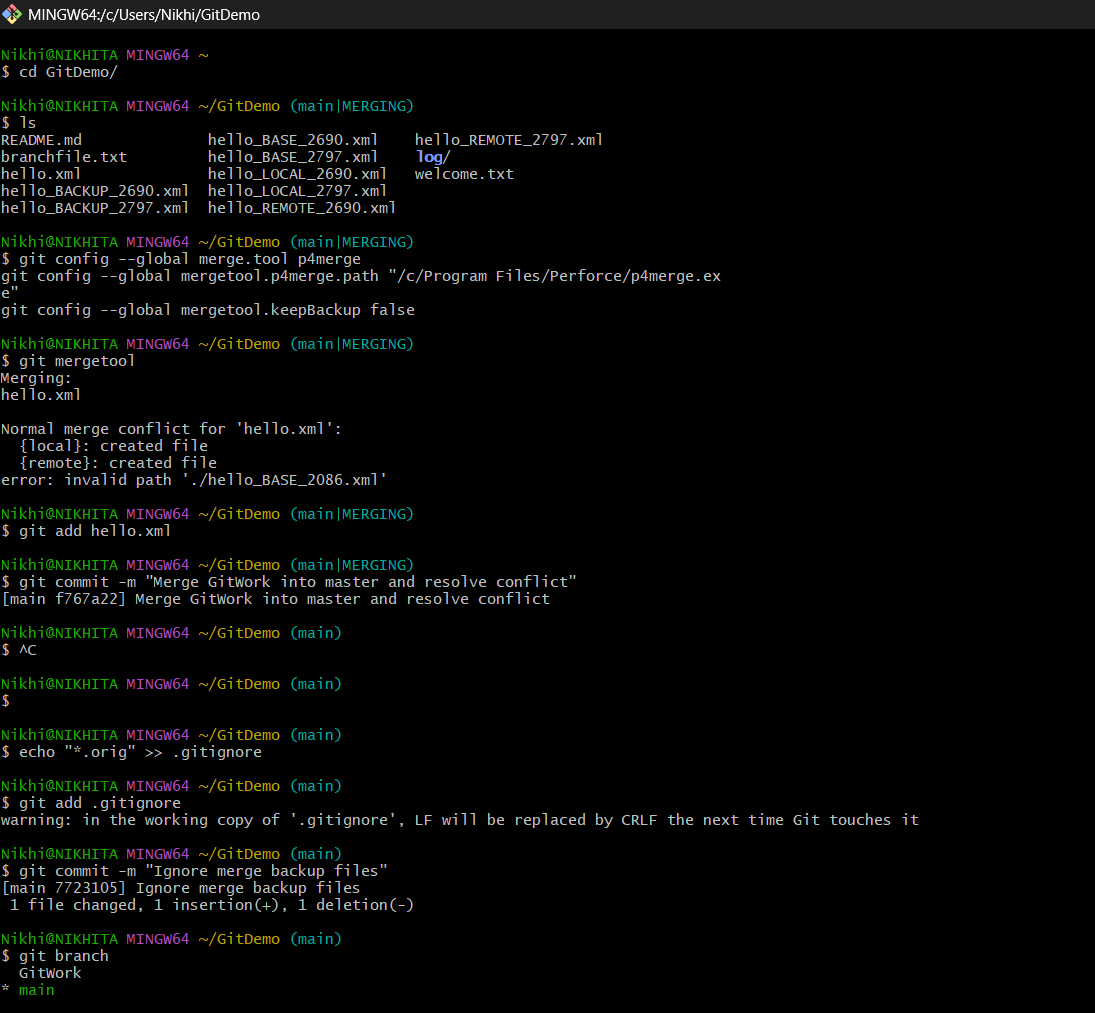 MINGW64:/c/Users/Nikhi/GitDemo
Nikhi@NIKHITA MINGW64 ~
$ cd GitDemo/
Nikhi@NIKHITA MINGW64 ~/GitDemo (main|MERGING)
$ ls
README.md hello_BASE_2690.xml hello_REMOTE_2797.xml
branchfile.txt hello_BASE_2797.xml log/
hello.xml hello_LOCAL_2690.xml welcome.txt
hello_BACKUP_2690.xml hello_LOCAL_2797.xml
hello_BACKUP_2797.xml hello_REMOTE_2690.xml
Nikhi@NIKHITA MINGW64 ~/GitDemo (main|MERGING)
$ git config --global merge.tool p4merge
git config --global mergetool.p4merge.path "/c/Program Files/Perforce/p4merge.ex
e"
git config --global mergetool.keepBackup false
Nikhi@NIKHITA MINGW64 ~/GitDemo (main|MERGING)
$ git mergetool
Merging:
hello.xml
Normal merge conflict for 'hello.xml':
{local}: created file
{remote}: created file
error: invalid path './hello_BASE_2086.xml'
Nikhi@NIKHITA MINGW64 ~/GitDemo (main|MERGING)
$ git add hello.xml
Nikhi@NIKHITA MINGW64 ~/GitDemo (main|MERGING)
$ git commit -m "Merge GitWork into master and resolve conflict"
[main f767a22] Merge GitWork into master and resolve conflict
Nikhi@NIKHITA MINGW64 ~/GitDemo (main)
$ ^C
Nikhi@NIKHITA MINGW64 ~/GitDemo (main)
$
Nikhi@NIKHITA MINGW64 ~/GitDemo (main)
$ echo "*.orig" >> .gitignore
Nikhi@NIKHITA MINGW64 ~/GitDemo (main)
$ git add .gitignore
warning: in the working copy of '.gitignore', LF will be replaced by CRLF the next time Git touches it
Nikhi@NIKHITA MINGW64 ~/GitDemo (main)
$ git commit -m "Ignore merge backup files"
[main 7723105] Ignore merge backup files
1 file changed, 1 insertion(+), 1 deletion(-)
Nikhi@NIKHITA MINGW64 ~/GitDemo (main)
$ git branch
GitWork
* main